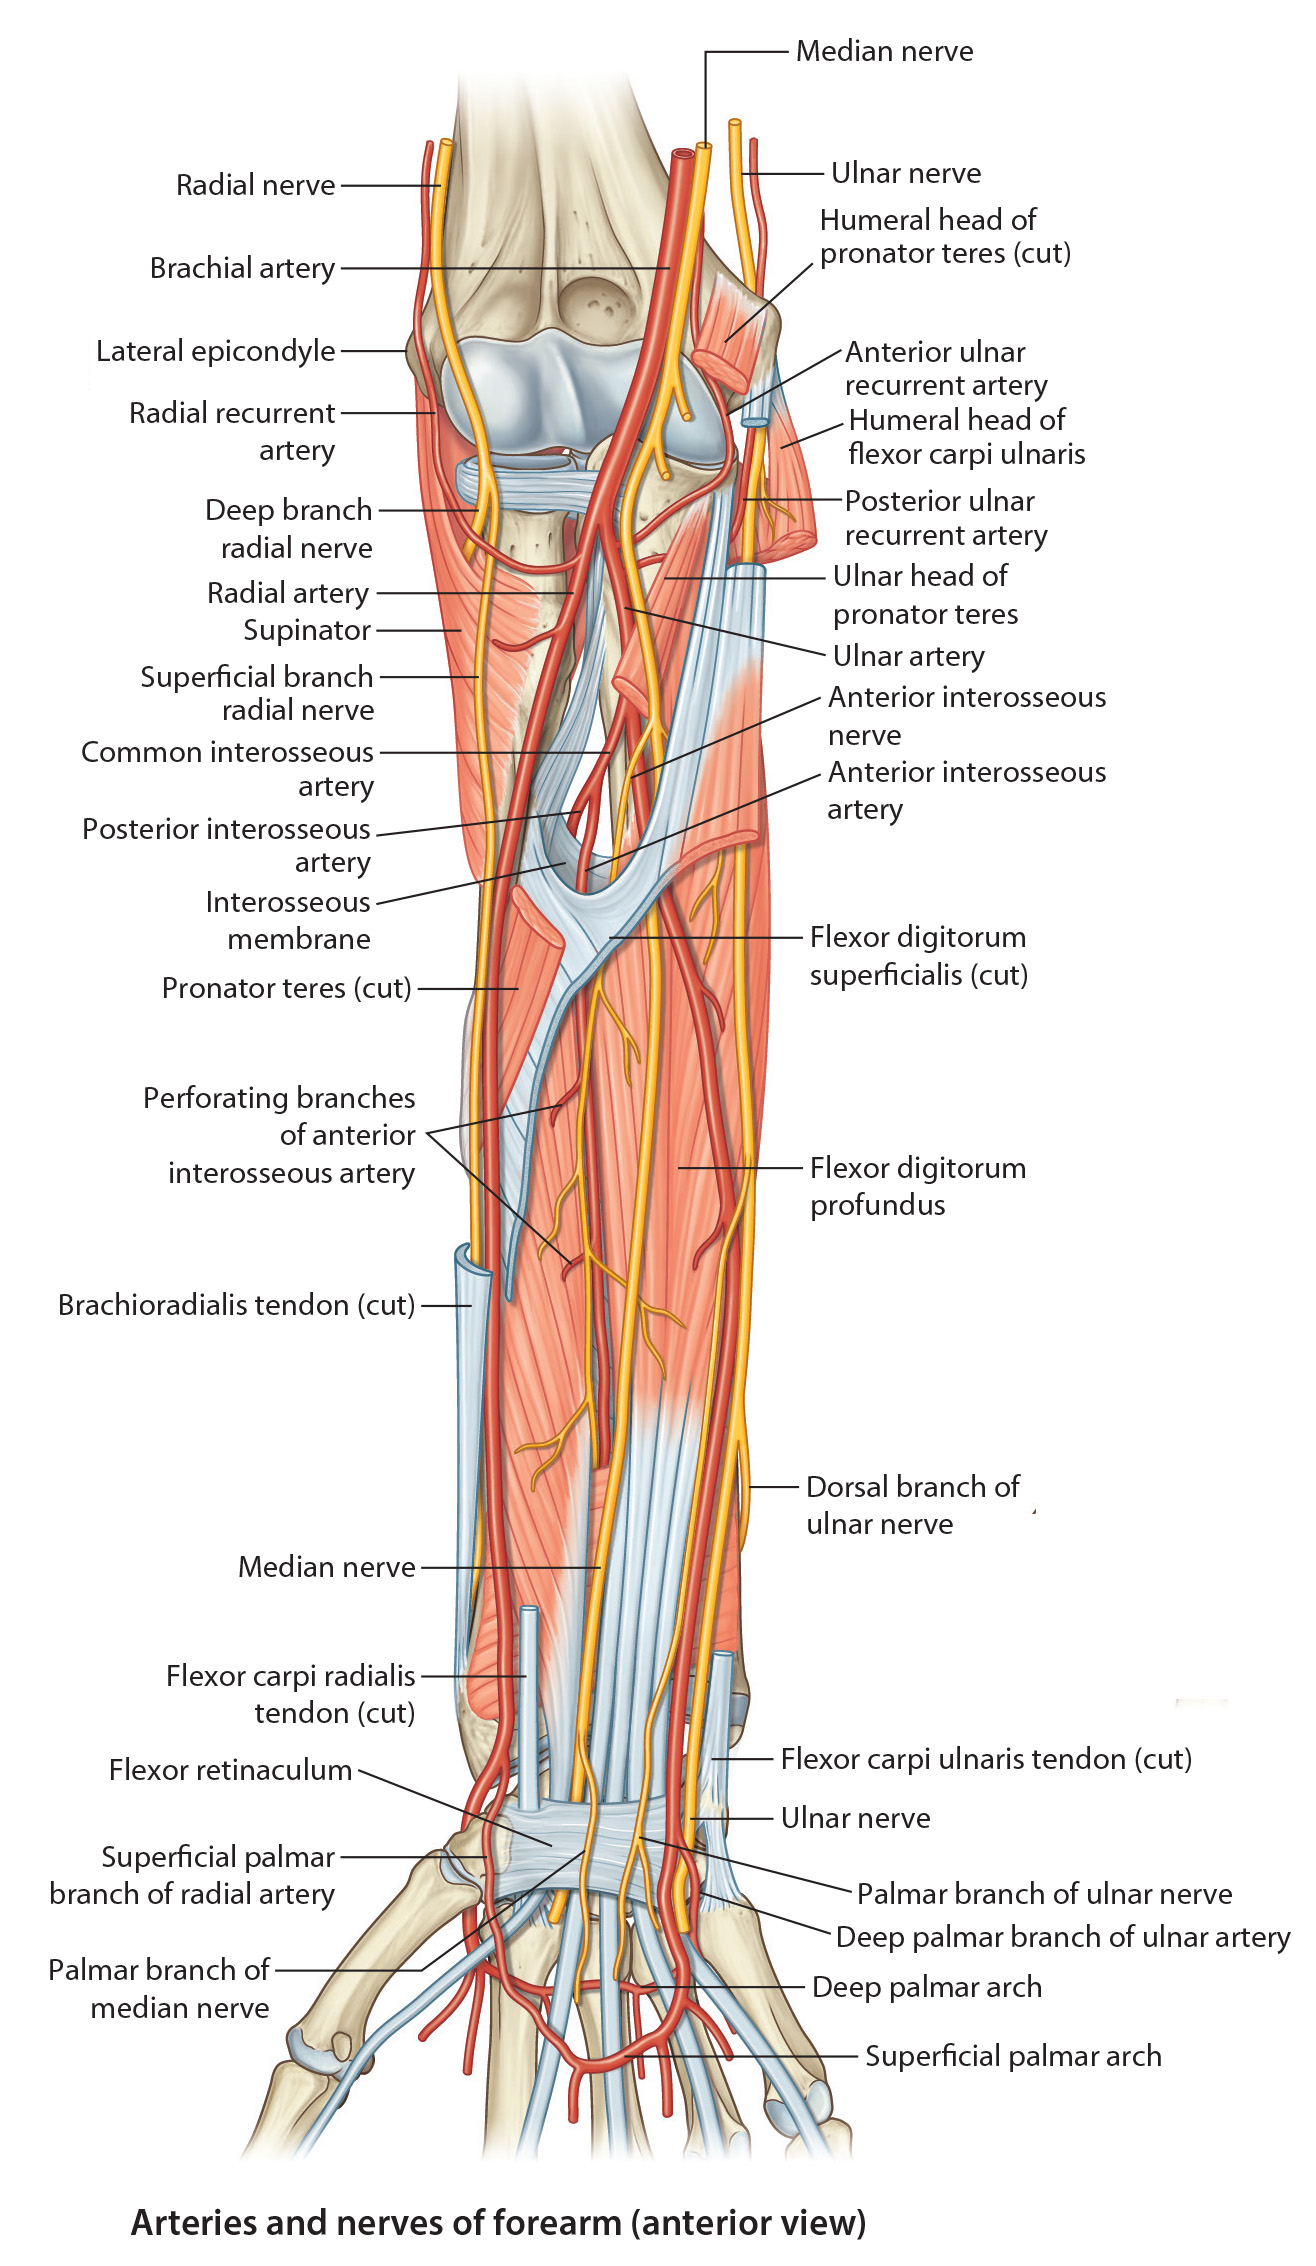 Median nerve
Radial nerve
Ulnar nerve
Humeral head of
pronator teres (cut)
Brachial artery
Lateral epicondyle
Anterior ulnar
recurrent artery
Radial recurrent
artery
Humeral head of
flexor carpi ulnaris
Deep branch
radial nerve
Posterior ulnar
recurrent artery
Radial artery
Ulnar head of
pronator teres
Supinator
Ulnar artery
Superficial branch
radial nerve
Anterior interosseous
nerve
Common interosseous
artery
Anterior interosseous
artery
Posterior interosseous
artery
Interosseous
membrane
Flexor digitorum
superficialis (cut)
Pronator teres (cut)
Perforating branches
of anterior
interosseous artery
Flexor digitorum
profundus
Brachioradialis tendon (cut)
Dorsal branch of
ulnar nerve
Median nerve
Flexor carpi radialis
tendon (cut)
Flexor retinaculum
Flexor carpi ulnaris tendon (cut)
Ulnar nerve
Superficial palmar
branch of radial artery
Palmar branch of ulnar nerve
Deep palmar branch of ulnar artery
Palmar branch of
median nerve
Deep palmar arch
Superficial palmar arch
Arteries and nerves of forearm (anterior view)